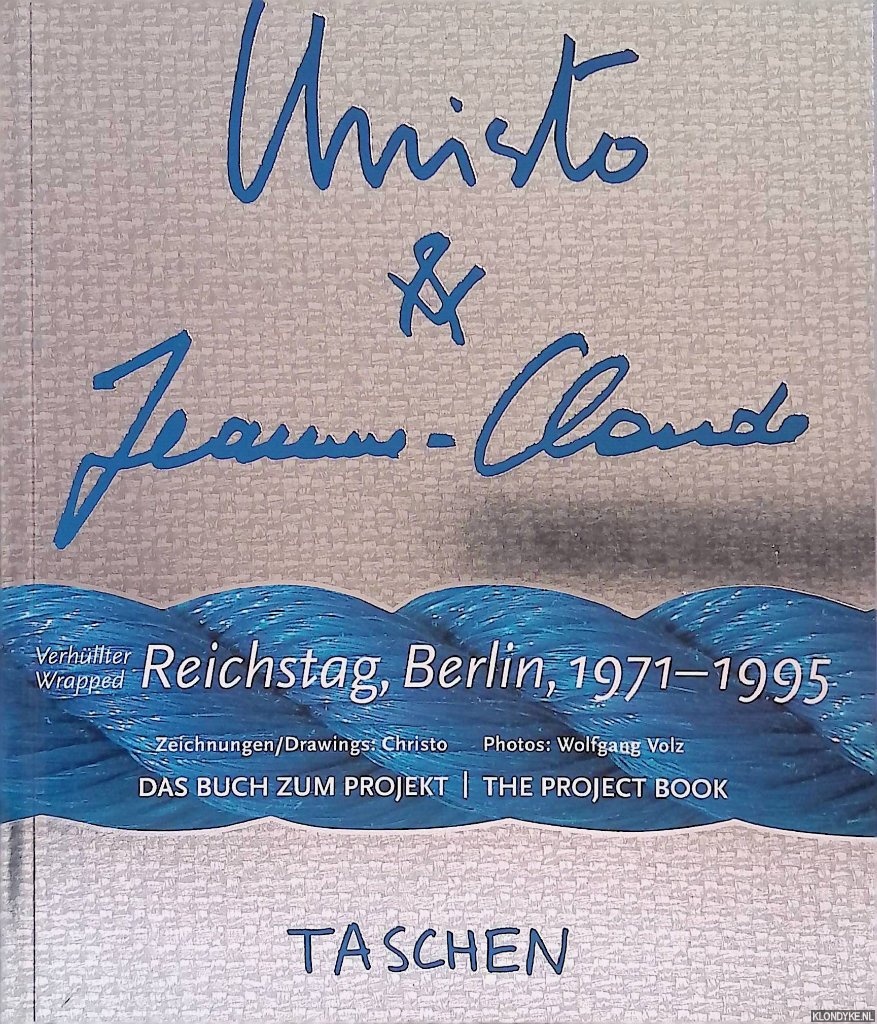 Christo
&
Jeanne-Claude
Verhüllter
Wrapped
Reichstag, Berlin, 1971–1995
Zeichnungen/Drawings: Christo Photos: Wolfgang Volz
DAS BUCH ZUM PROJEKT | THE PROJECT BOOK
TASCHEN
KLONDYKE.NL